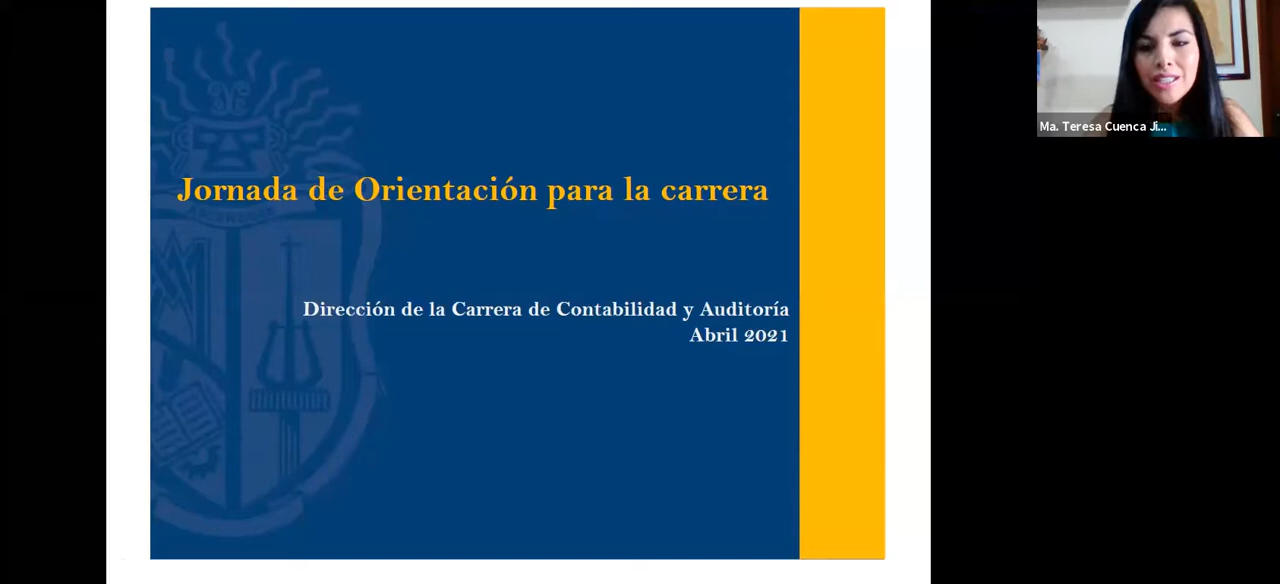 Jornada de Orientación para la carrera
Dirección de la Carrera de Contabilidad y Auditoría
Abril 2021
Ma. Teresa Cuenca Ji...